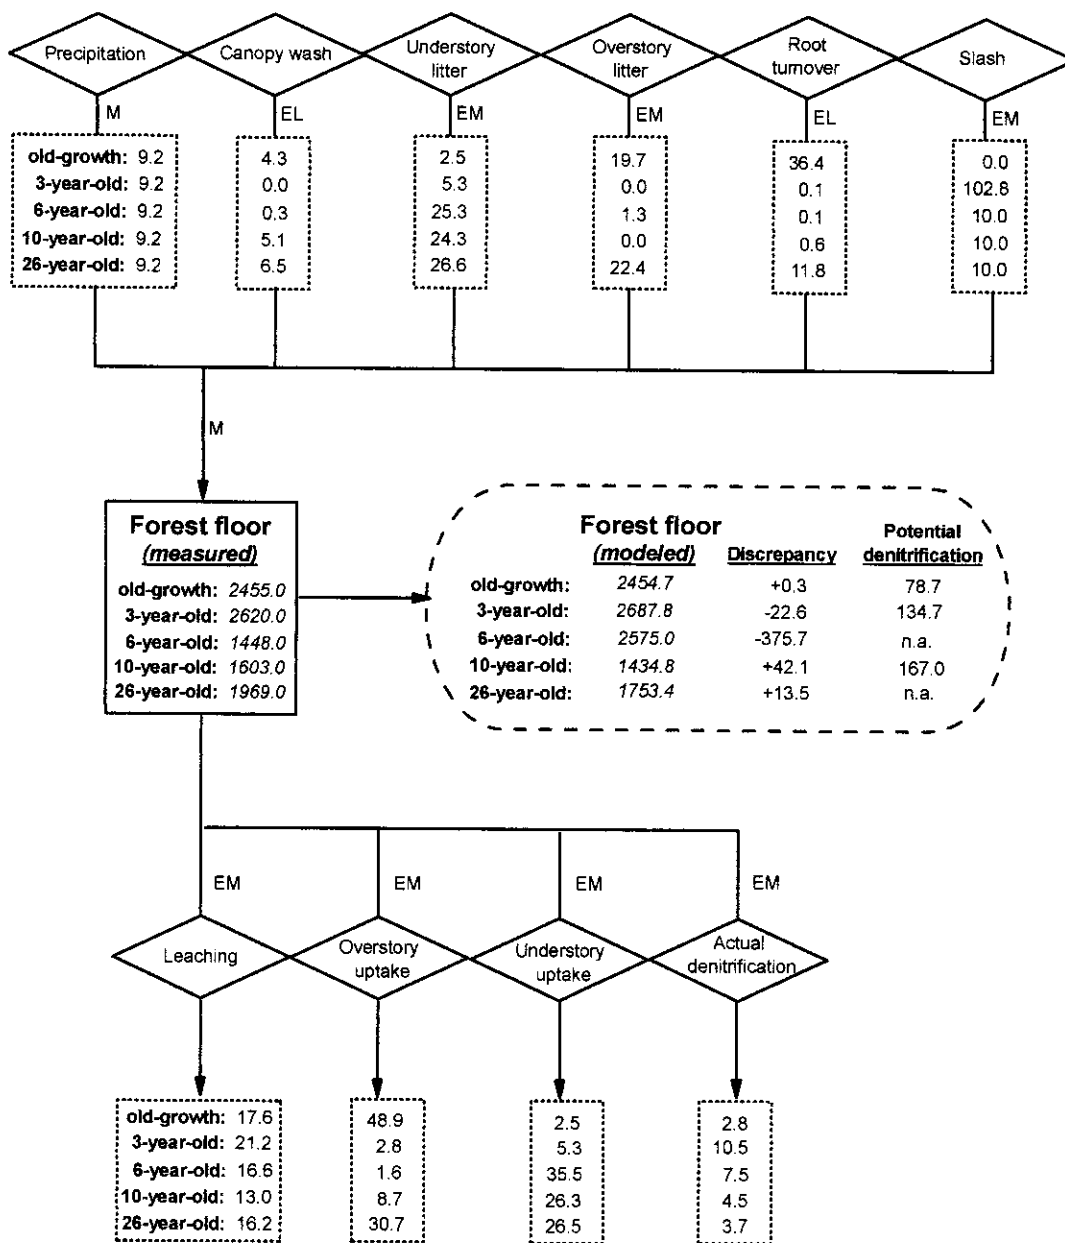 Precipitation
Canopy wash
Understory
litter
Overstory
litter
Root
turnover
Slash
M
EL
EM
EM
EL
EM
old-growth: 9.2 4.3 2.5 19.7 36.4 0.0
3-year-old: 9.2 0.0 5.3 0.0 0.1 102.8
6-year-old: 9.2 0.3 25.3 1.3 0.1 10.0
10-year-old: 9.2 5.1 24.3 0.0 0.6 10.0
26-year-old: 9.2 6.5 26.6 22.4 11.8 10.0
M
Forest floor
(measured)
old-growth: 2455.0
3-year-old: 2620.0
6-year-old: 1448.0
10-year-old: 1603.0
26-year-old: 1969.0
Forest floor
(modeled)
Discrepancy
Potential
denitrification
old-growth: 2454.7 +0.3 78.7
3-year-old: 2687.8 -22.6 134.7
6-year-old: 2575.0 -375.7 n.a.
10-year-old: 1434.8 +42.1 167.0
26-year-old: 1753.4 +13.5 n.a.
EM
EM
EM
EM
Leaching
Overstory
uptake
Understory
uptake
Actual
denitrification
old-growth: 17.6 48.9 2.5 2.8
3-year-old: 21.2 2.8 5.3 10.5
6-year-old: 16.6 1.6 35.5 7.5
10-year-old: 13.0 8.7 26.3 4.5
26-year-old: 16.2 30.7 26.5 3.7